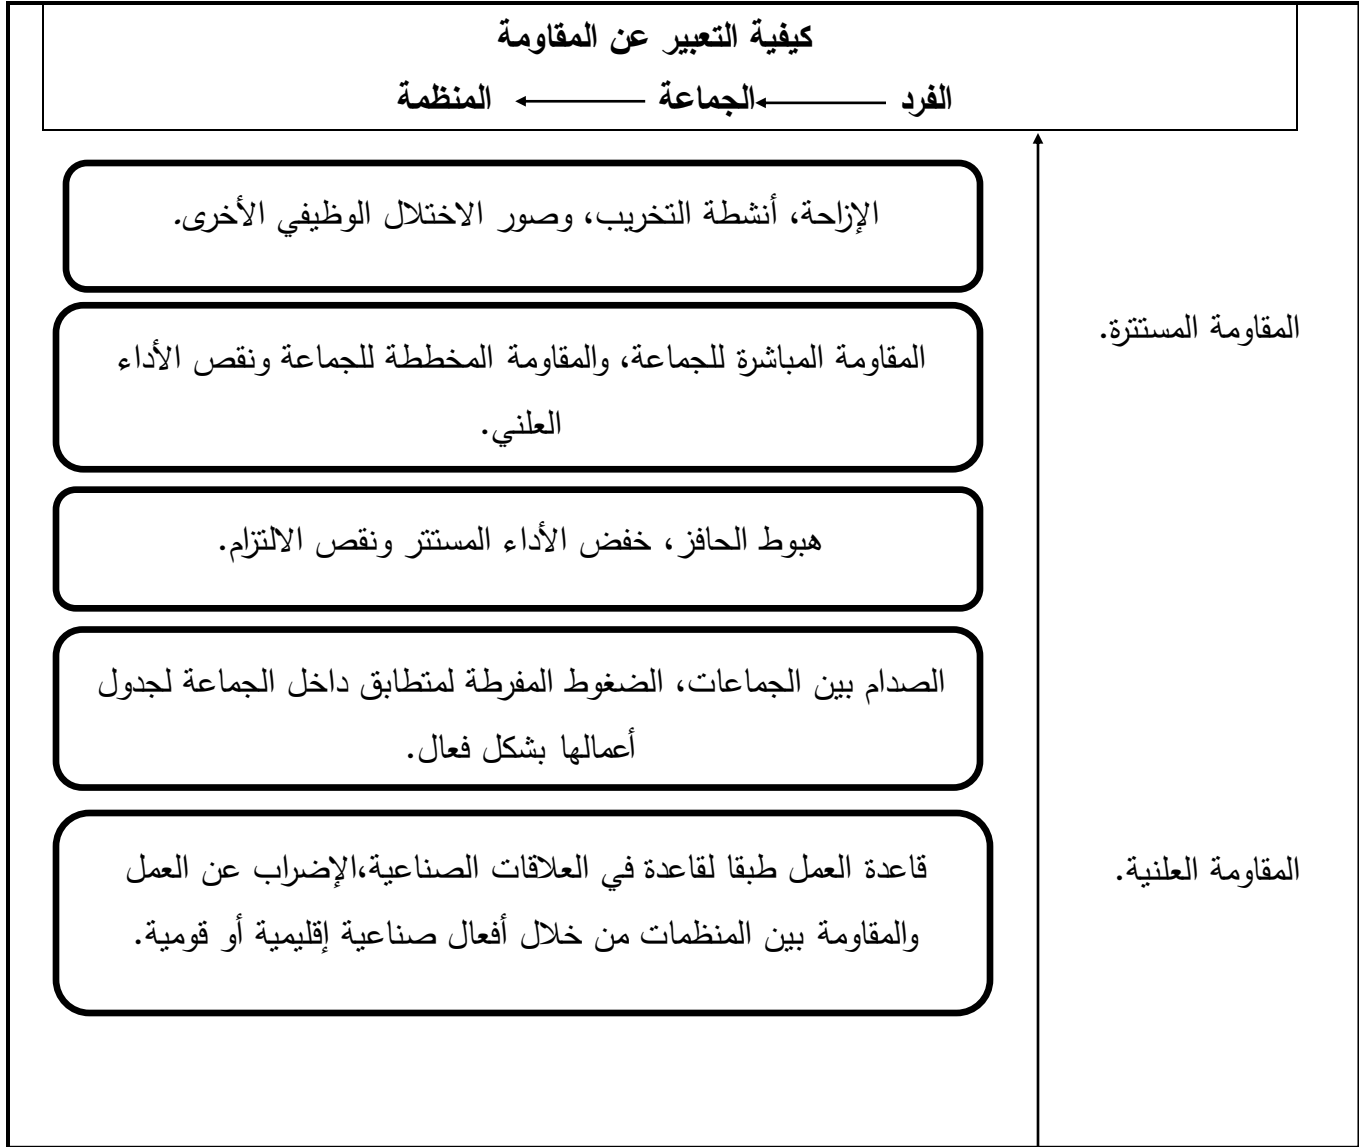 كيفية التعبير عن المقاومة
الفرد الجماعة المنظمة
الإزاحة، أنشطة التخريب، وصور الاختلال الوظيفي الأخرى.
المقاومة المستترة.
المقاومة المباشرة للجماعة، والمقاومة المخططة للجماعة ونقص الأداء
العلني.
هبوط الحافز، خفض الأداء المستتر ونقص الالتزام.
الصدام بين الجماعات، الضغوط المفرطة لمتطابق داخل الجماعة لجدول
أعمالها بشكل فعال.
المقاومة العلنية.
قاعدة العمل طبقا لقاعدة في العلاقات الصناعية،الإضراب عن العمل
والمقاومة بين المنظمات من خلال أفعال صناعية إقليمية أو قومية.